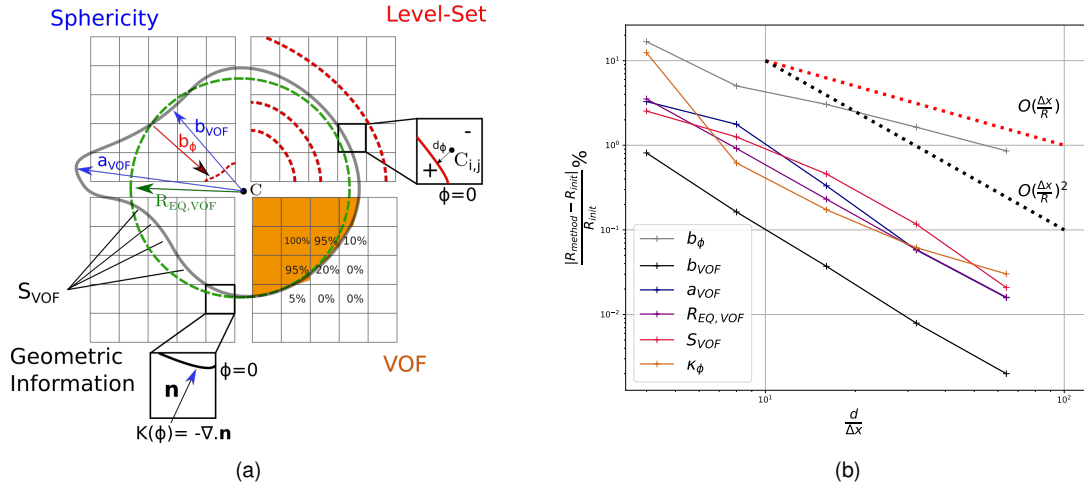 Sphericity
Level-Set
b_VOF
b_ϕ
a_VOF
C
R_EQ,VOF
-
d_ϕ
C_i,j
+
ϕ=0
100% 95% 10%
95% 20% 0%
5% 0% 0%
S_VOF
Geometric
Information
VOF
n
ϕ=0
K(ϕ)= -∇.n
(a)
|R_method − R_init| / R_init %
10^1
10^0
10^-1
10^-2
O(Δx/R)
O(Δx/R)^2
b_ϕ
b_VOF
a_VOF
R_EQ,VOF
S_VOF
κ_ϕ
10^1
10^2
d/Δx
(b)